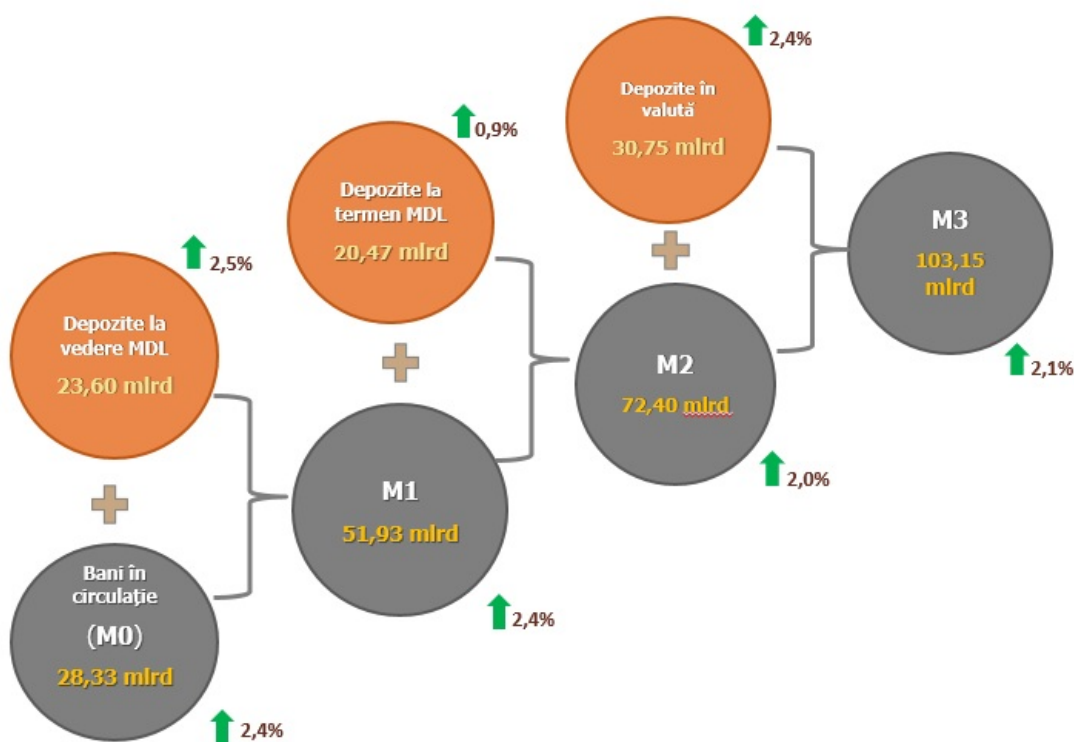 2,4%
Depozite în
valută
30,75 mlrd
0,9%
Depozite la
termen MDL
20,47 mlrd
M3
103,15
mlrd
2,1%
2,5%
Depozite la
vedere MDL
23,60 mlrd
M2
72,40 mlrd
2,0%
M1
51,93 mlrd
2,4%
Bani în
circulație
(M0)
28,33 mlrd
2,4%